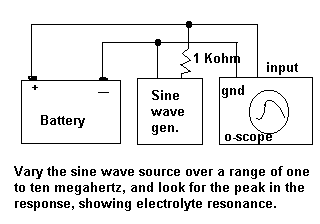 1 Kohm
input
+
—
gnd
Battery
Sine
wave
gen.
o-scope
Vary the sine wave source over a range of one
to ten megahertz, and look for the peak in the
response, showing electrolyte resonance.